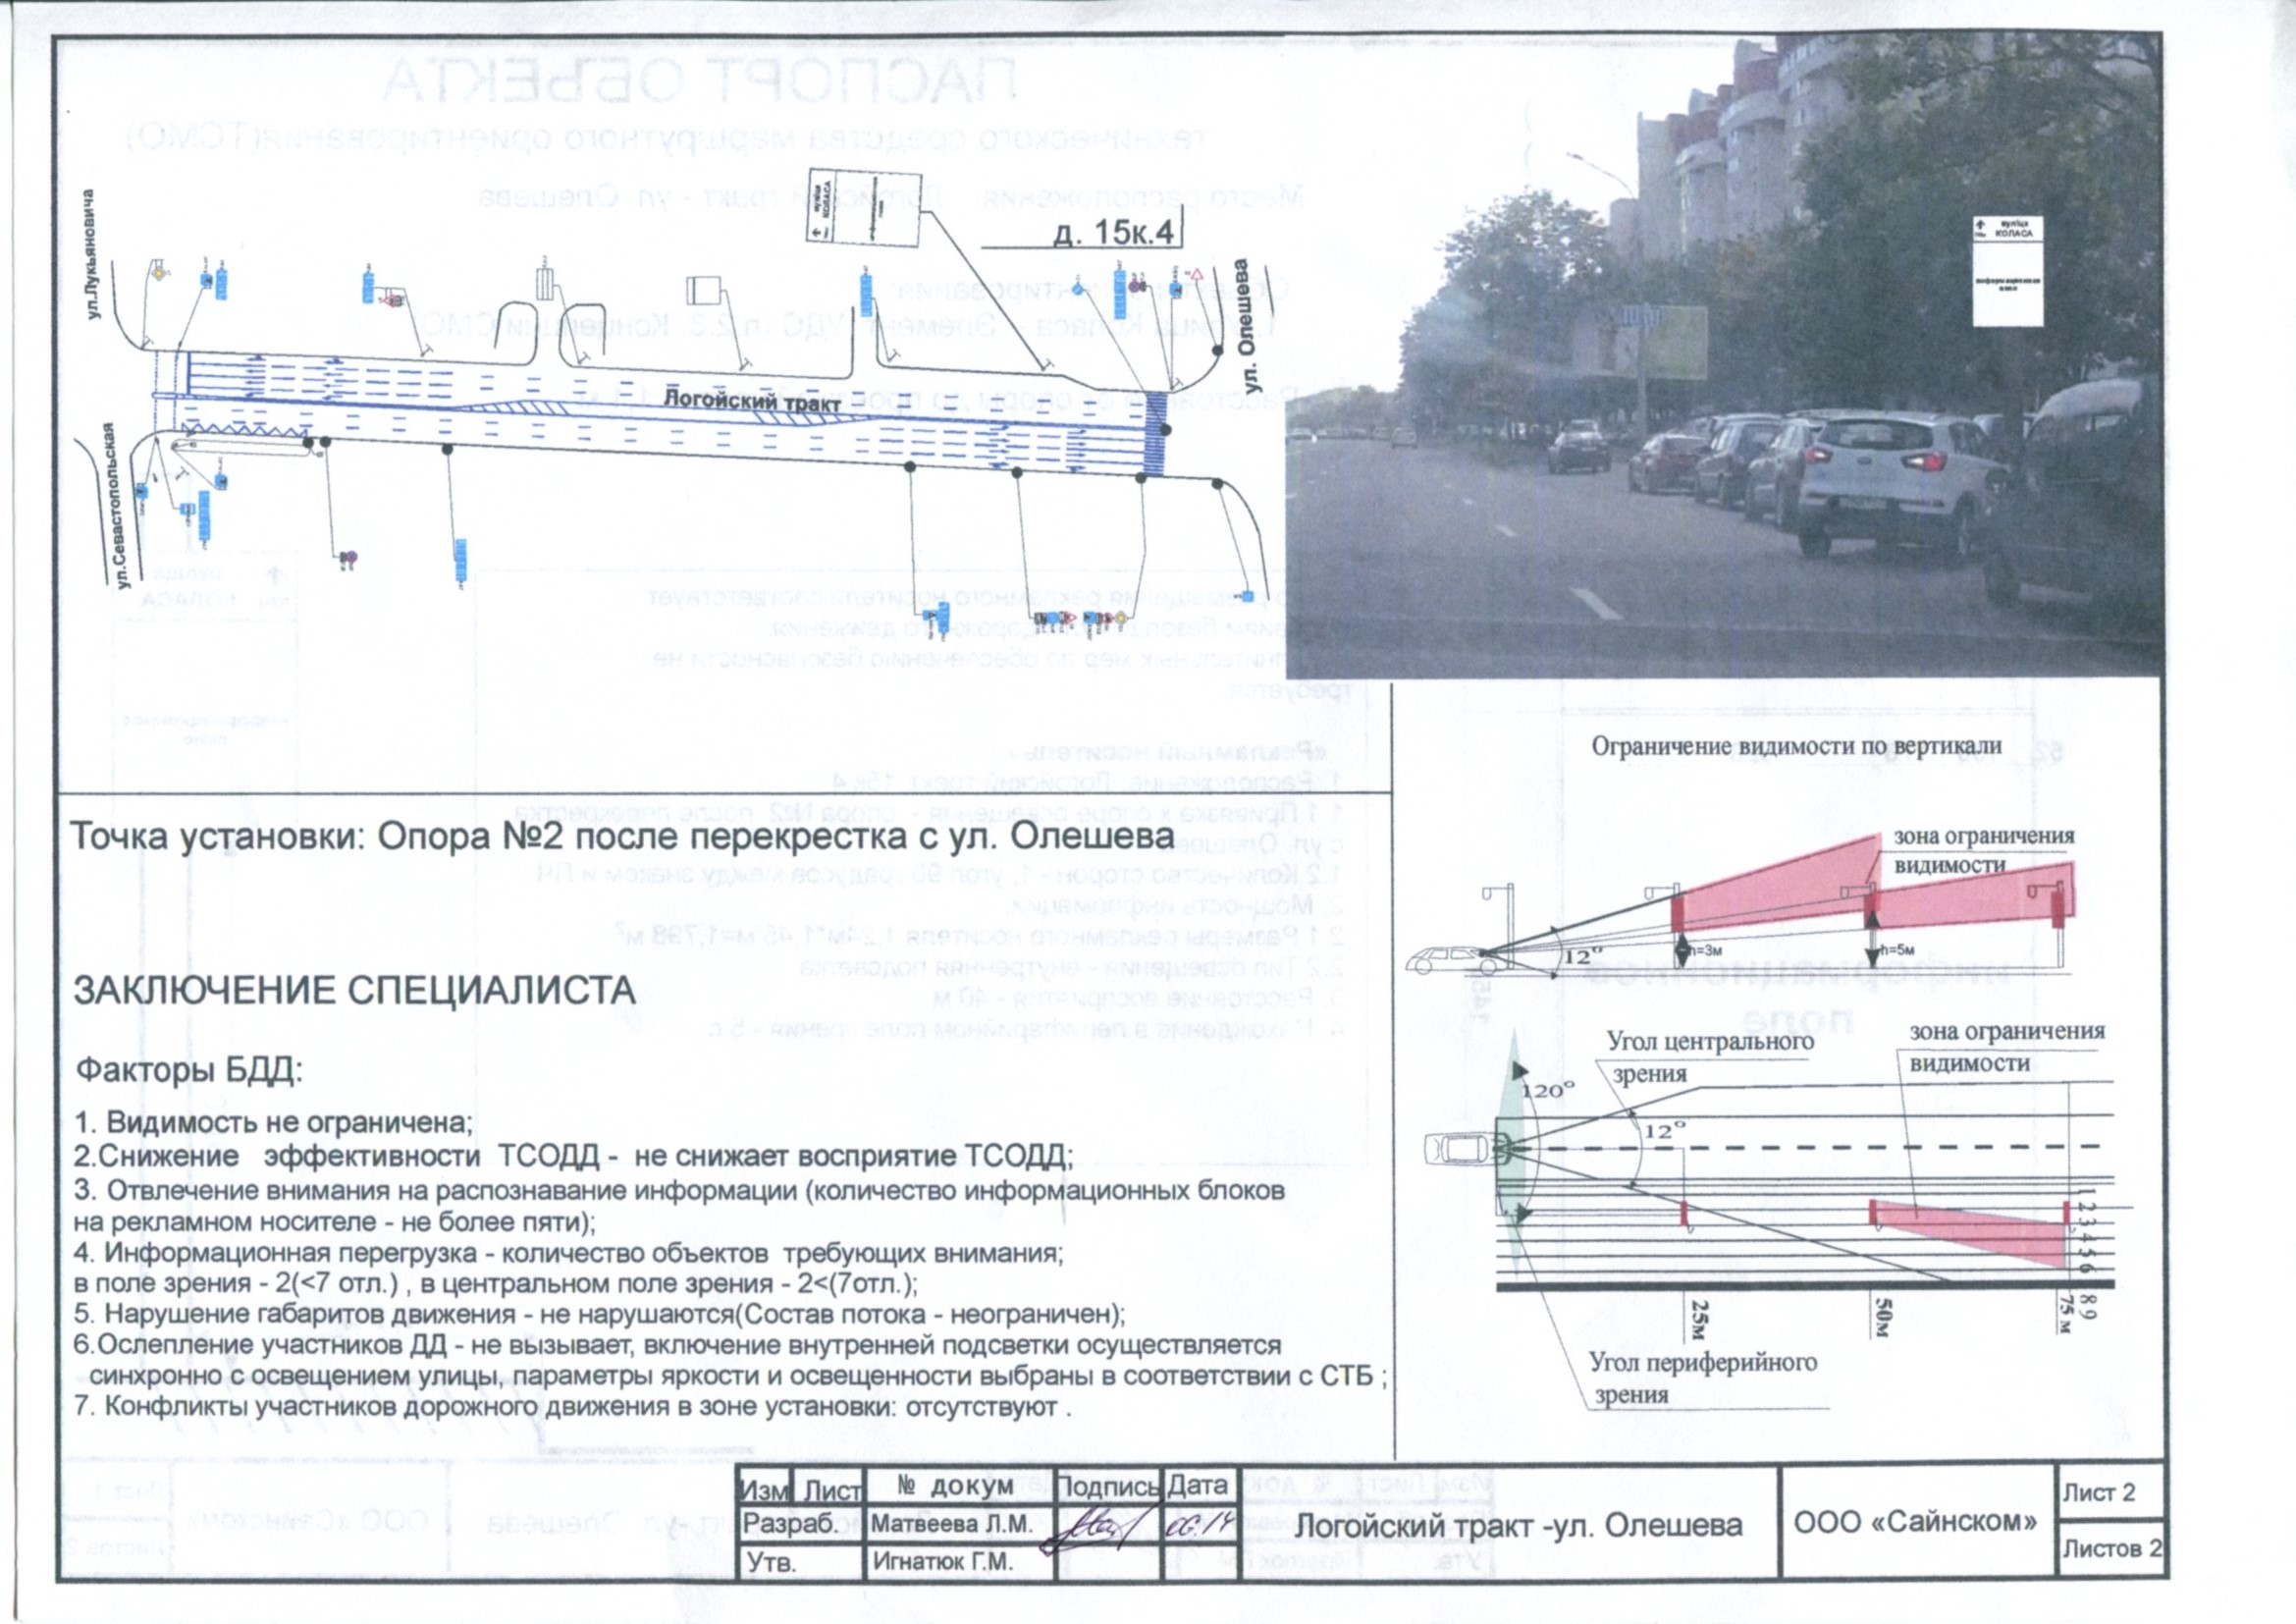 ул.Лукьяновича
ул.Севастопольская
вулiца
КОЛАСА
д. 15к.4
ул. Олешева
Логойский тракт
вулiца
КОЛАСА
информационное
поле
Точка установки: Опора №2 после перекрестка с ул. Олешева
ЗАКЛЮЧЕНИЕ СПЕЦИАЛИСТА
Факторы БДД:
1. Видимость не ограничена;
2.Снижение эффективности ТСОДД - не снижает восприятие ТСОДД;
3. Отвлечение внимания на распознавание информации (количество информационных блоков
на рекламном носителе - не более пяти);
4. Информационная перегрузка - количество объектов требующих внимания;
в поле зрения - 2(<7 отл.) , в центральном поле зрения - 2<(7отл.);
5. Нарушение габаритов движения - не нарушаются(Состав потока - неограничен);
6.Ослепление участников ДД - не вызывает, включение внутренней подсветки осуществляется
синхронно с освещением улицы, параметры яркости и освещенности выбраны в соответствии с СТБ ;
7. Конфликты участников дорожного движения в зоне установки: отсутствуют .
Ограничение видимости по вертикали
зона ограничения
видимости
12°
h=3м
h=5м
Угол центрального
зрения
зона ограничения
видимости
120°
12°
1 2 3 4 5 6 8 9
25м
50м
75 м
Угол периферийного
зрения
Изм Лист № докум Подпись Дата
Разраб. Матвеева Д.М. 06.14
Утв. Игнатюк Г.М.
Логойский тракт -ул. Олешева
ООО «Сайнском»
Лист 2
Листов 2